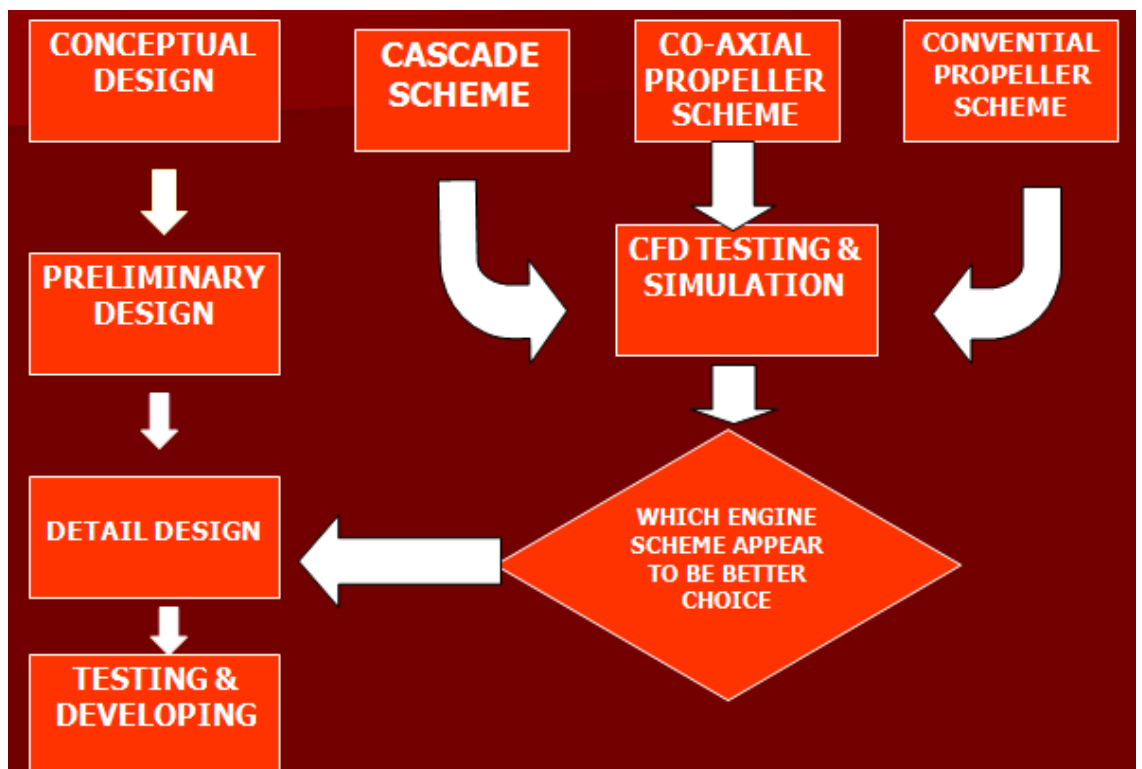 CONCEPTUAL
DESIGN
CASCADE
SCHEME
CO-AXIAL
PROPELLER
SCHEME
CONVENTIAL
PROPELLER
SCHEME
PRELIMINARY
DESIGN
CFD TESTING &
SIMULATION
DETAIL DESIGN
WHICH ENGINE
SCHEME APPEAR
TO BE BETTER
CHOICE
TESTING &
DEVELOPING